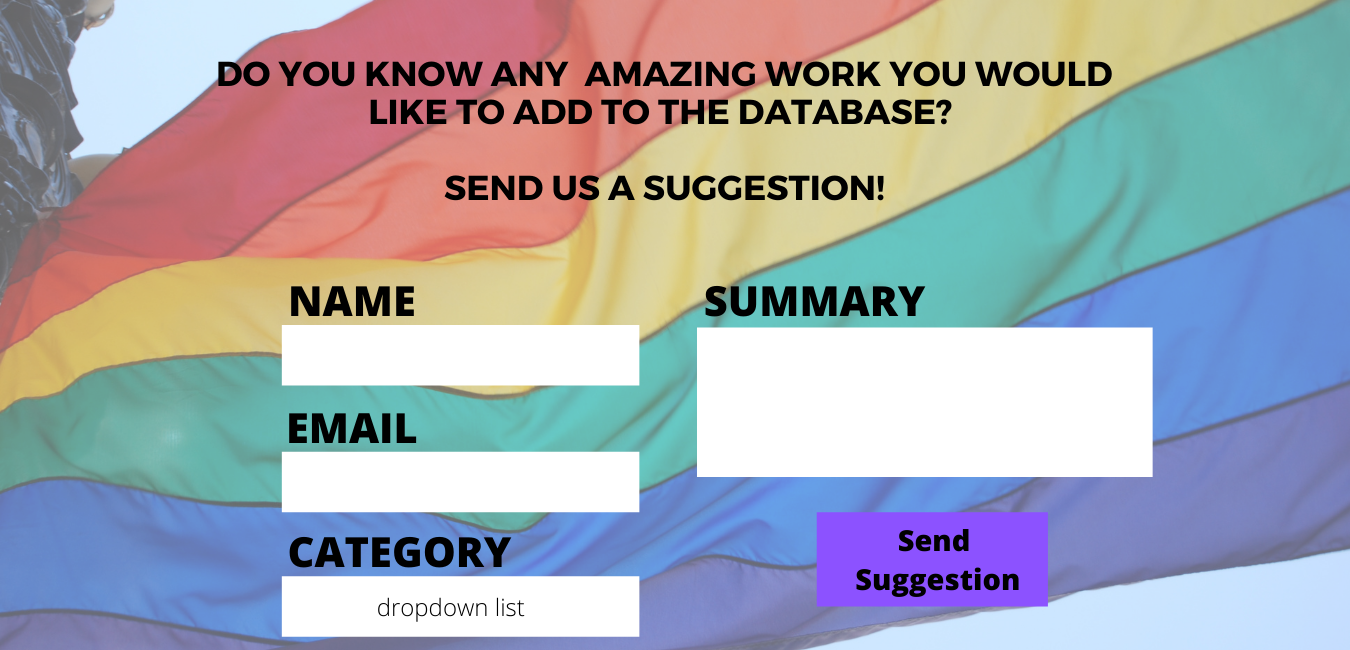 DO YOU KNOW ANY  AMAZING WORK YOU WOULD
LIKE TO ADD TO THE DATABASE?
SEND US A SUGGESTION!
NAME
EMAIL
CATEGORY
dropdown list
SUMMARY
Send
Suggestion